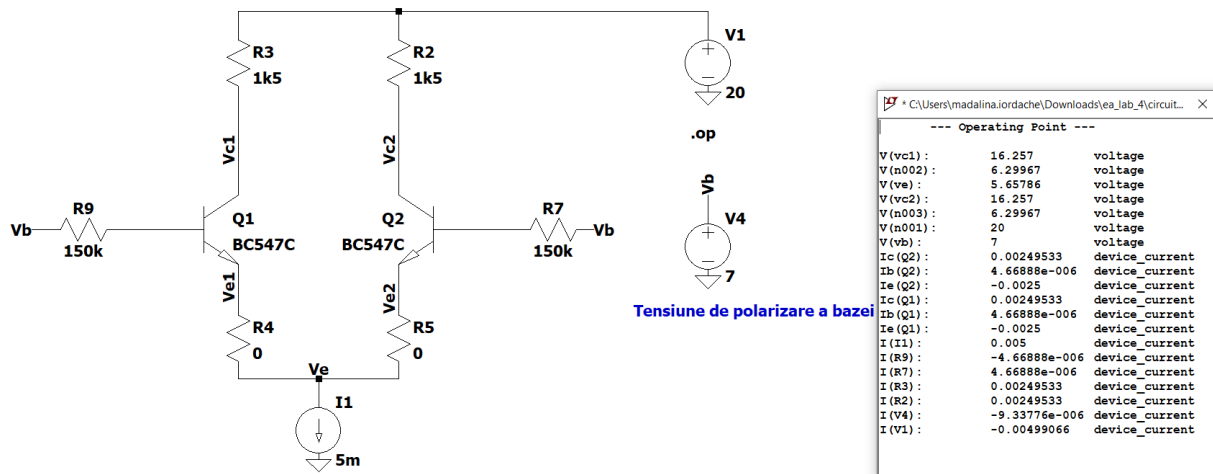 R3
1k5
R2
1k5
V1
20
.op
Vc1
Vc2
Vb
R9
150k
Q1
BC547C
Q2
BC547C
R7
150k
Vb
Vb
V4
7
Ve1
Ve2
Tensiune de polarizare a bazei
R4
0
R5
0
Ve
I1
5m
* C:\Users\madalina.iordache\Downloads\ea_lab_4\circuit...
--- Operating Point ---
V(vc1): 16.257 voltage
V(n002): 6.29967 voltage
V(ve): 5.65786 voltage
V(vc2): 16.257 voltage
V(n003): 6.29967 voltage
V(n001): 20 voltage
V(vb): 7 voltage
Ic(Q2): 0.00249533 device_current
Ib(Q2): 4.66888e-006 device_current
Ie(Q2): -0.0025 device_current
Ic(Q1): 0.00249533 device_current
Ib(Q1): 4.66888e-006 device_current
Ie(Q1): -0.0025 device_current
I(I1): 0.005 device_current
I(R9): -4.66888e-006 device_current
I(R7): 4.66888e-006 device_current
I(R3): 0.00249533 device_current
I(R2): 0.00249533 device_current
I(V4): -9.33776e-006 device_current
I(V1): -0.00499066 device_current